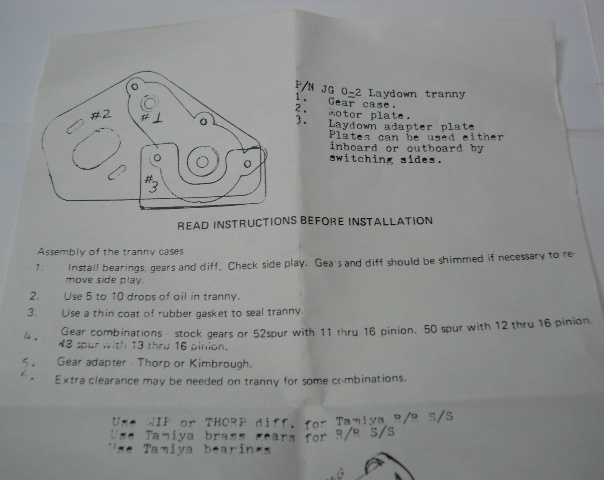 P/N JG 0-2 Laydown tranny
1. Gear case.
2. Motor plate.
3. Laydown adapter plate
Plates can be used either
inboard or outboard by
switching sides.
#2
#1
#3
READ INSTRUCTIONS BEFORE INSTALLATION
Assembly of the tranny cases
1. Install bearings, gears and diff. Check side play. Gears and diff should be shimmed if necessary to re-
move side play.
2. Use 5 to 10 drops of oil in tranny.
3. Use a thin coat of rubber gasket to seal tranny.
4. Gear combinations - stock gears or 52spur with 11 thru 16 pinion. 50 spur with 12 thru 16 pinion.
48 spur with 13 thru 16 pinion.
5. Gear adapter - Thorp or Kimbrough.
Extra clearance may be needed on tranny for some combinations.
Use MIP or THORP diff. for Tamiya R/R S/S
Use Tamiya brass gears for R/R S/S
Use Tamiya bearings